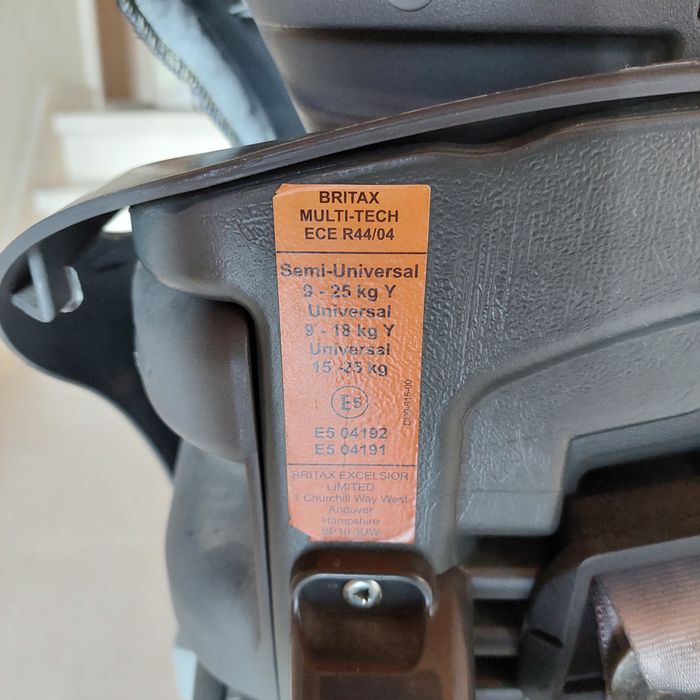 BRITAX
MULTI-TECH
ECE R44/04
Semi-Universal
9 - 25 kg Y
Universal
9 - 18 kg Y
Universal
15 -25 kg
E5
E5 04192
E5 04191
BRITAX EXCELSIOR
LIMITED
1 Churchill Way West
Andover
Hampshire
SP10 3UW